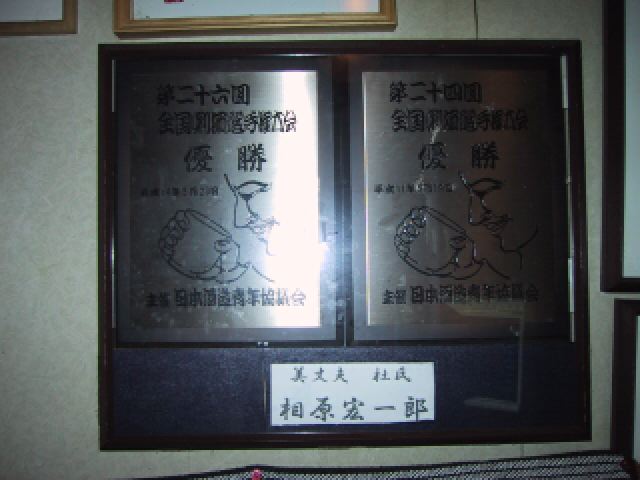 第二十六回
全国利酒選手権大会
優勝
主催 日本酒造青年協議会
第二十四回
全国利酒選手権大会
優勝
主催 日本酒造青年協議会
美丈夫 杜氏
相原宏一郎